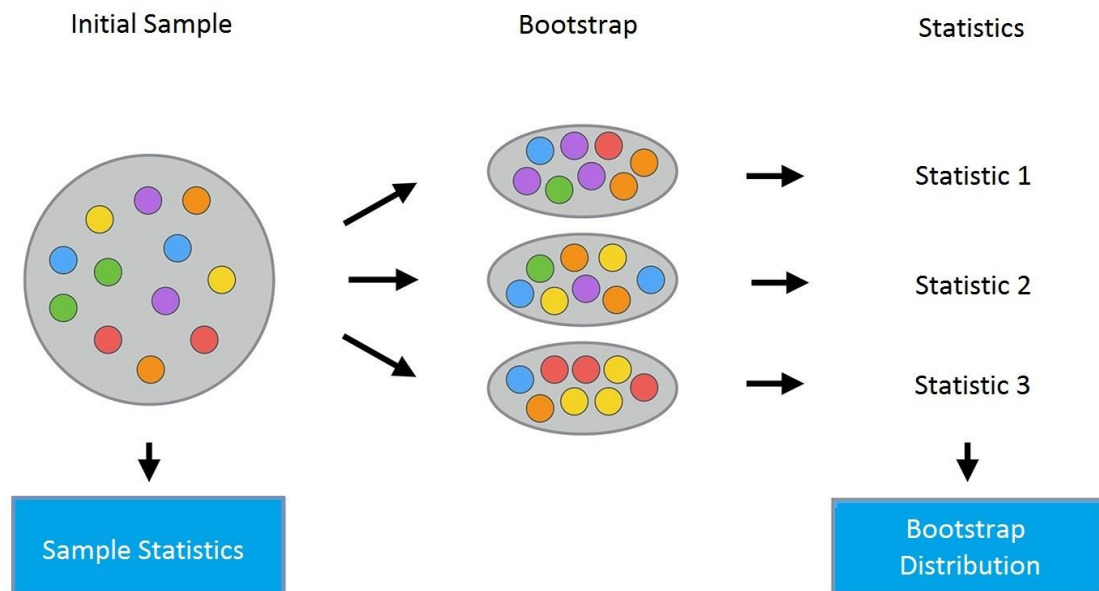 Initial Sample
Bootstrap
Statistics
Statistic 1
Statistic 2
Statistic 3
Sample Statistics
Bootstrap
Distribution